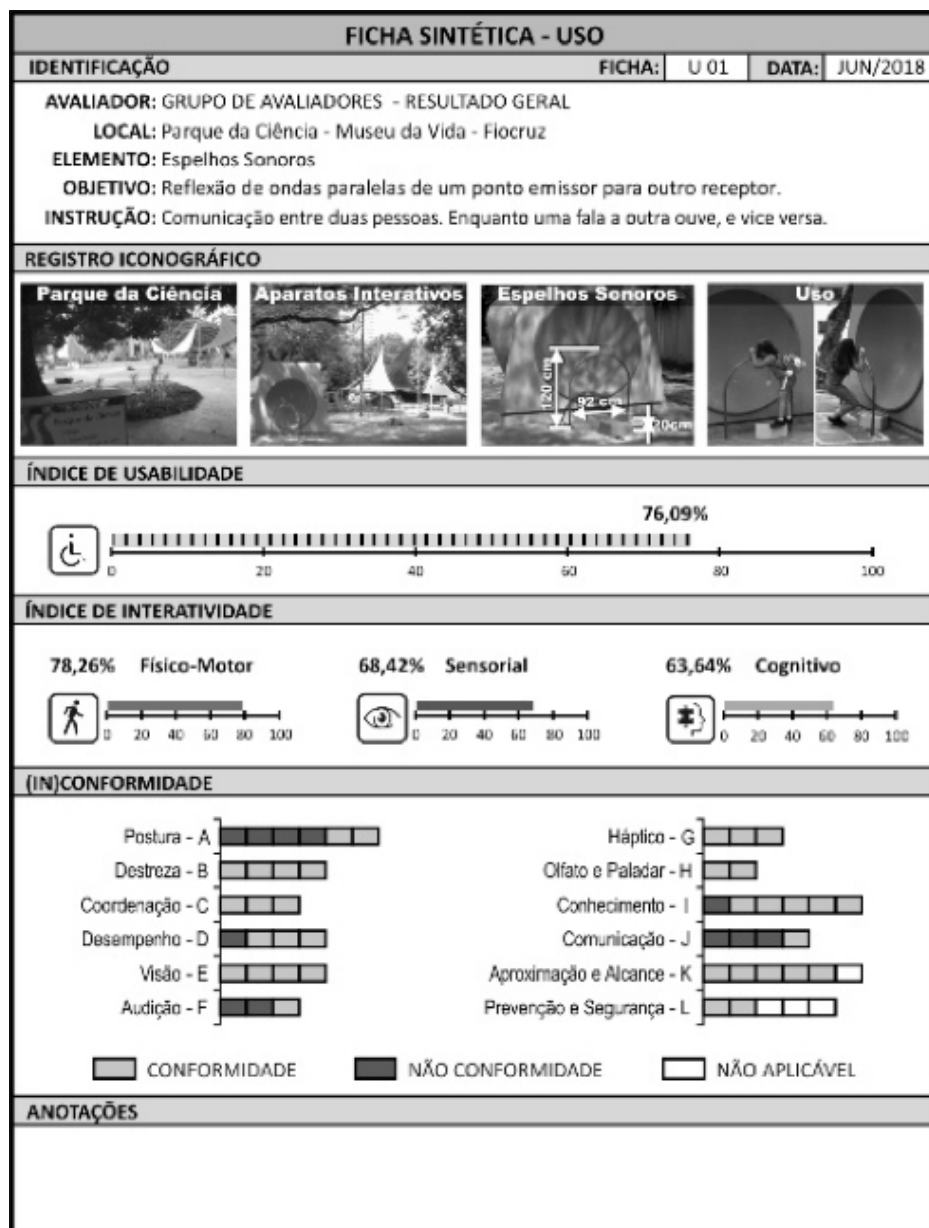 FICHA SINTÉTICA - USO
IDENTIFICAÇÃO FICHA: U 01 DATA: JUN/2018
AVALIADOR: GRUPO DE AVALIADORES - RESULTADO GERAL
LOCAL: Parque da Ciência - Museu da Vida - Fiocruz
ELEMENTO: Espelhos Sonoros
OBJETIVO: Reflexão de ondas paralelas de um ponto emissor para outro receptor.
INSTRUÇÃO: Comunicação entre duas pessoas. Enquanto uma fala a outra ouve, e vice versa.
REGISTRO ICONOGRÁFICO
Parque da Ciência Aparatos Interativos Espelhos Sonoros Uso
120 cm
92 cm
20cm
ÍNDICE DE USABILIDADE
76,09%
0 20 40 60 80 100
ÍNDICE DE INTERATIVIDADE
78,26% Físico-Motor 68,42% Sensorial 63,64% Cognitivo
0 20 40 60 80 100 0 20 40 60 80 100 0 20 40 60 80 100
(IN)CONFORMIDADE
Postura - A Háptico - G
Destreza - B Olfato e Paladar - H
Coordenação - C Conhecimento - I
Desempenho - D Comunicação - J
Visão - E Aproximação e Alcance - K
Audição - F Prevenção e Segurança - L
CONFORMIDADE NÃO CONFORMIDADE NÃO APLICÁVEL
ANOTAÇÕES